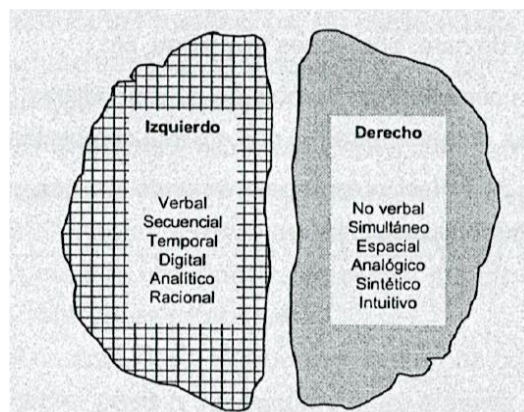 Izquierdo
Verbal
Secuencial
Temporal
Digital
Analítico
Racional
Derecho
No verbal
Simultáneo
Espacial
Analógico
Sintético
Intuitivo